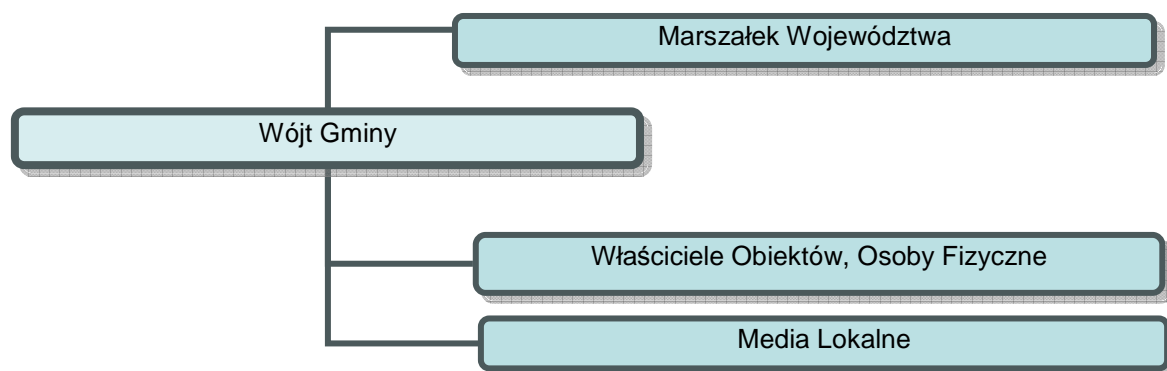 Marszałek Województwa
Wójt Gminy
Właściciele Obiektów, Osoby Fizyczne
Media Lokalne